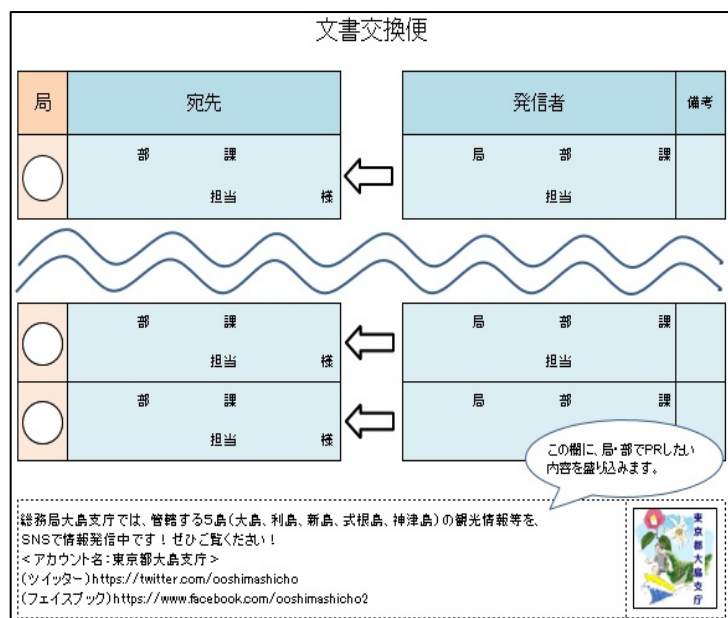 文書交換便
局 宛先 発信者 備考
部 課 局 部 課
担当 様 担当
部 課 局 部 課
担当 様 担当
部 課 局 部 課
担当 様 担当
この欄に、局・部でPRしたい
内容を盛り込みます。
総務局大島支庁では、管轄する5島(大島、利島、新島、式根島、神津島)の観光情報等を、
SNSで情報発信中です!ぜひご覧ください!
<アカウント名:東京都大島支庁>
(ツイッター)https://twitter.com/ooshimashicho
(フェイスブック)https://www.facebook.com/ooshimashicho2
東京都大島支庁